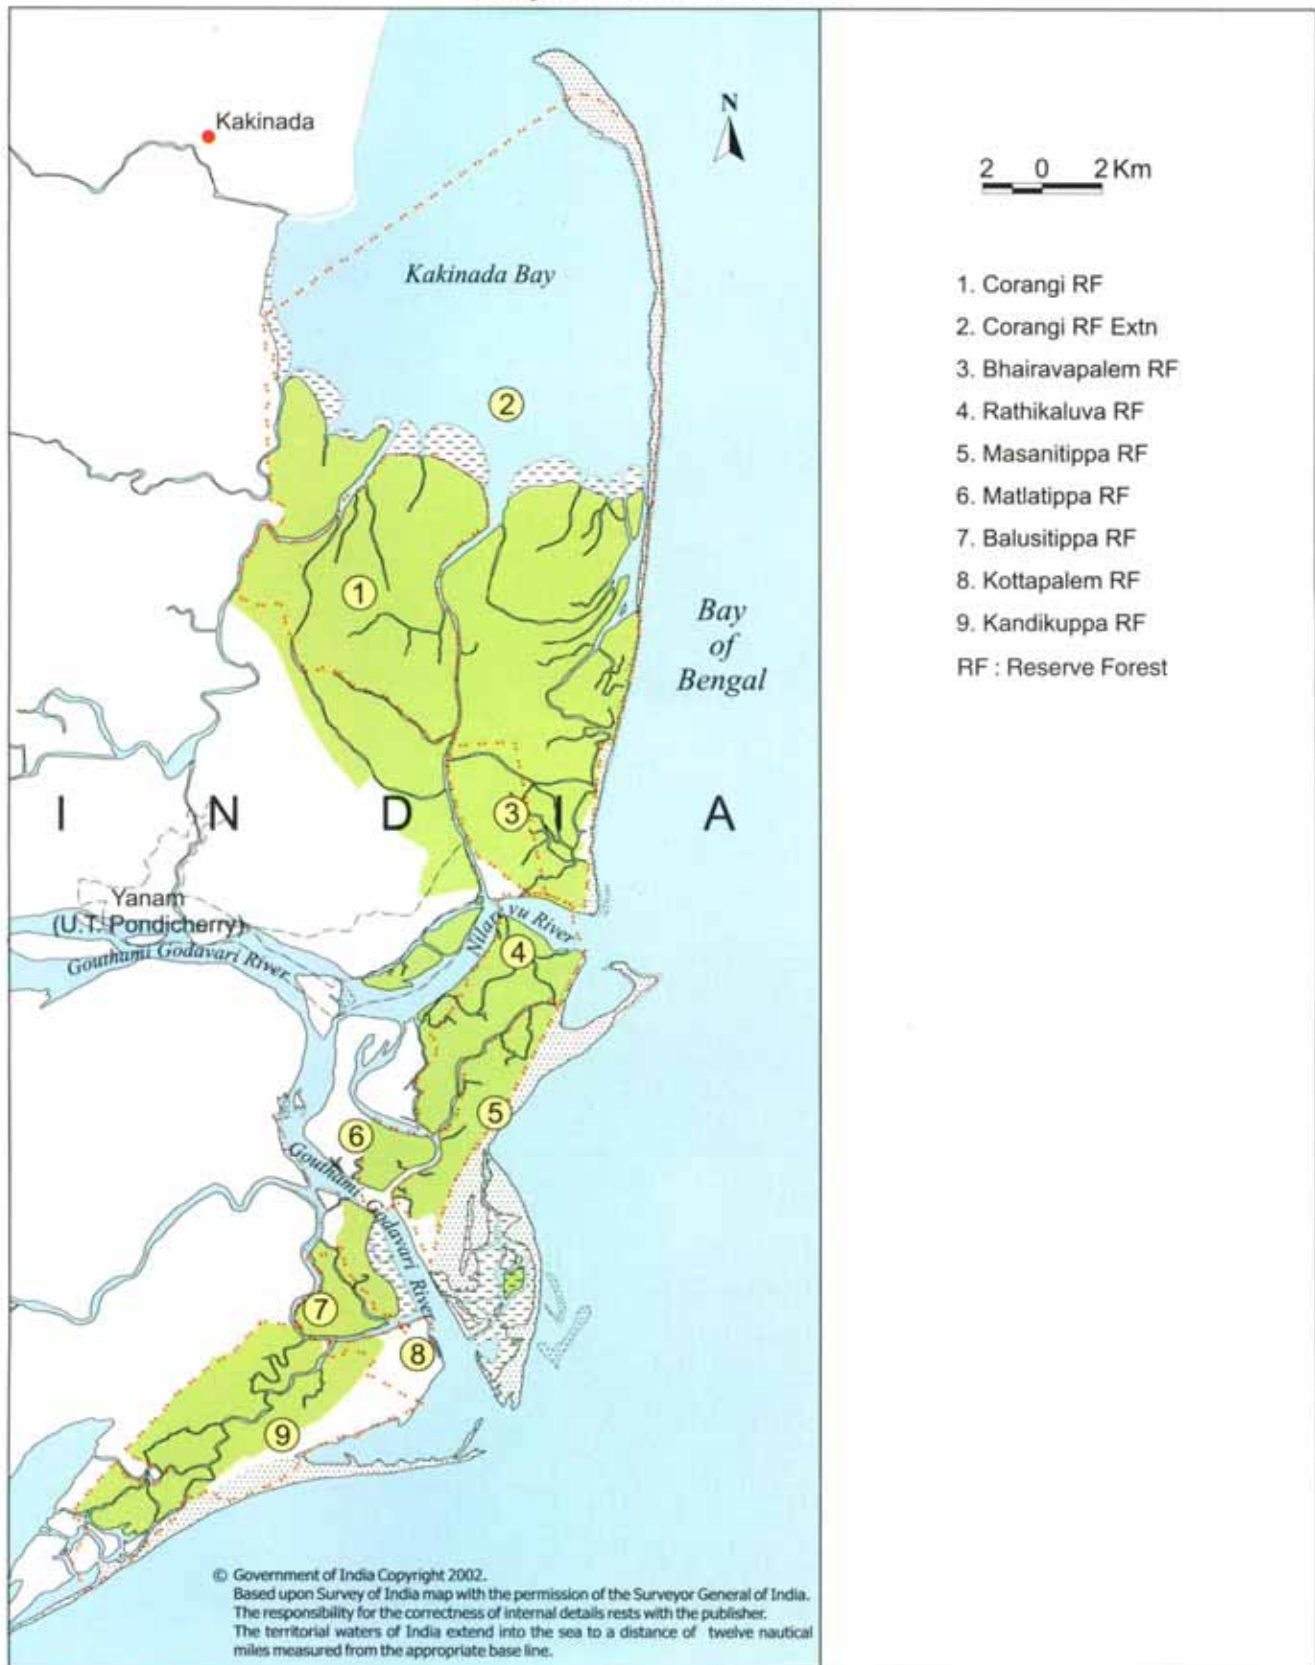 Kakinada
N
2 0 2 Km
Kakinada Bay
1. Corangi RF
2. Corangi RF Extn
3. Bhairavapalem RF
4. Rathikaluva RF
5. Masanitippa RF
6. Matlatippa RF
7. Balusitippa RF
8. Kottapalem RF
9. Kandikuppa RF
RF : Reserve Forest
2
1
Bay
of
Bengal
3
I N D I A
Yanam
(U.T. Pondicherry)
Gouthami Godavari River
River
4
5
6
Gouthami Godavari River
7
8
9
© Government of India Copyright 2002.
Based upon Survey of India map with the permission of the Surveyor General of India.
The responsibility for the correctness of internal details rests with the publisher.
The territorial waters of India extend into the sea to a distance of twelve nautical
miles measured from the appropriate base line.